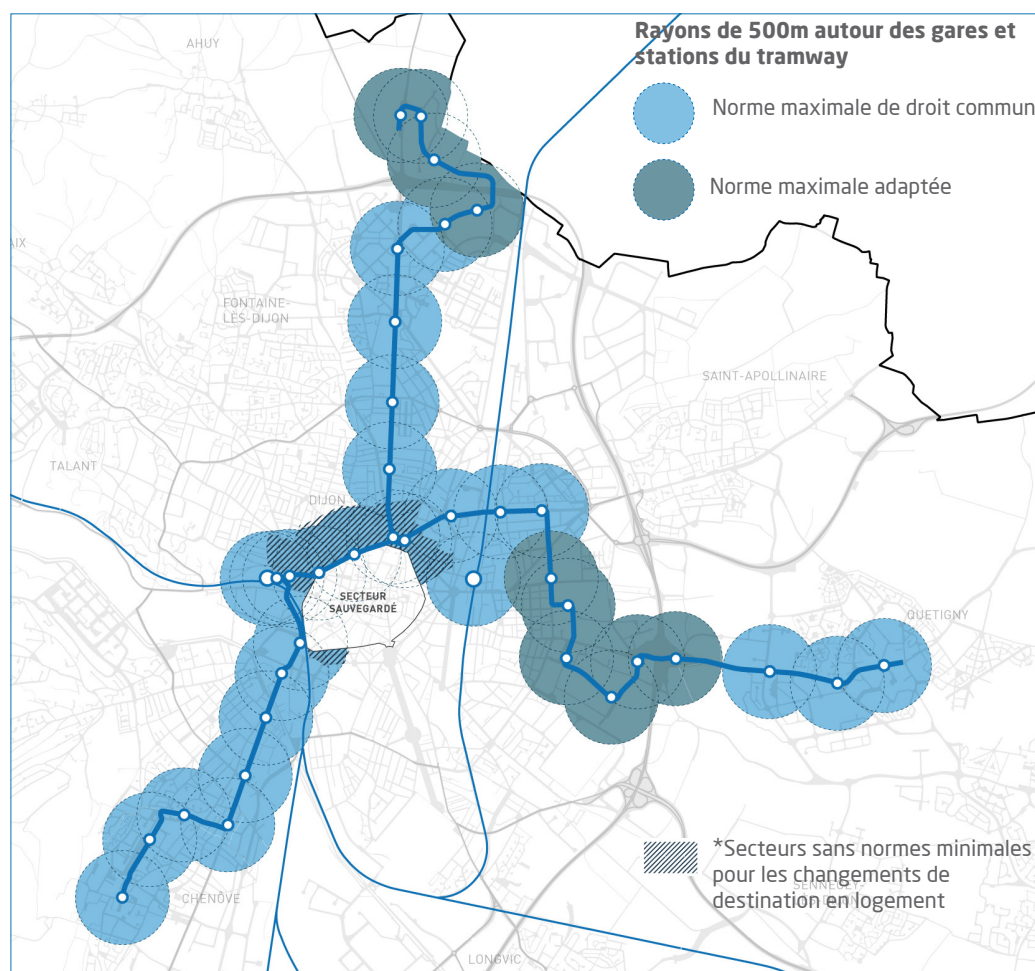 Rayons de 500m autour des gares et
stations du tramway
Norme maximale de droit commun
Norme maximale adaptée
AHUY
AIX
FONTAINE-
LÈS-DIJON
SAINT-APOLLINAIRE
TALANT
DIJON
SECTEUR
SAUVEGARDÉ
QUETIGNY
*Secteurs sans normes minimales
pour les changements de
destination en logement
CHENÔVE
LONGVIC